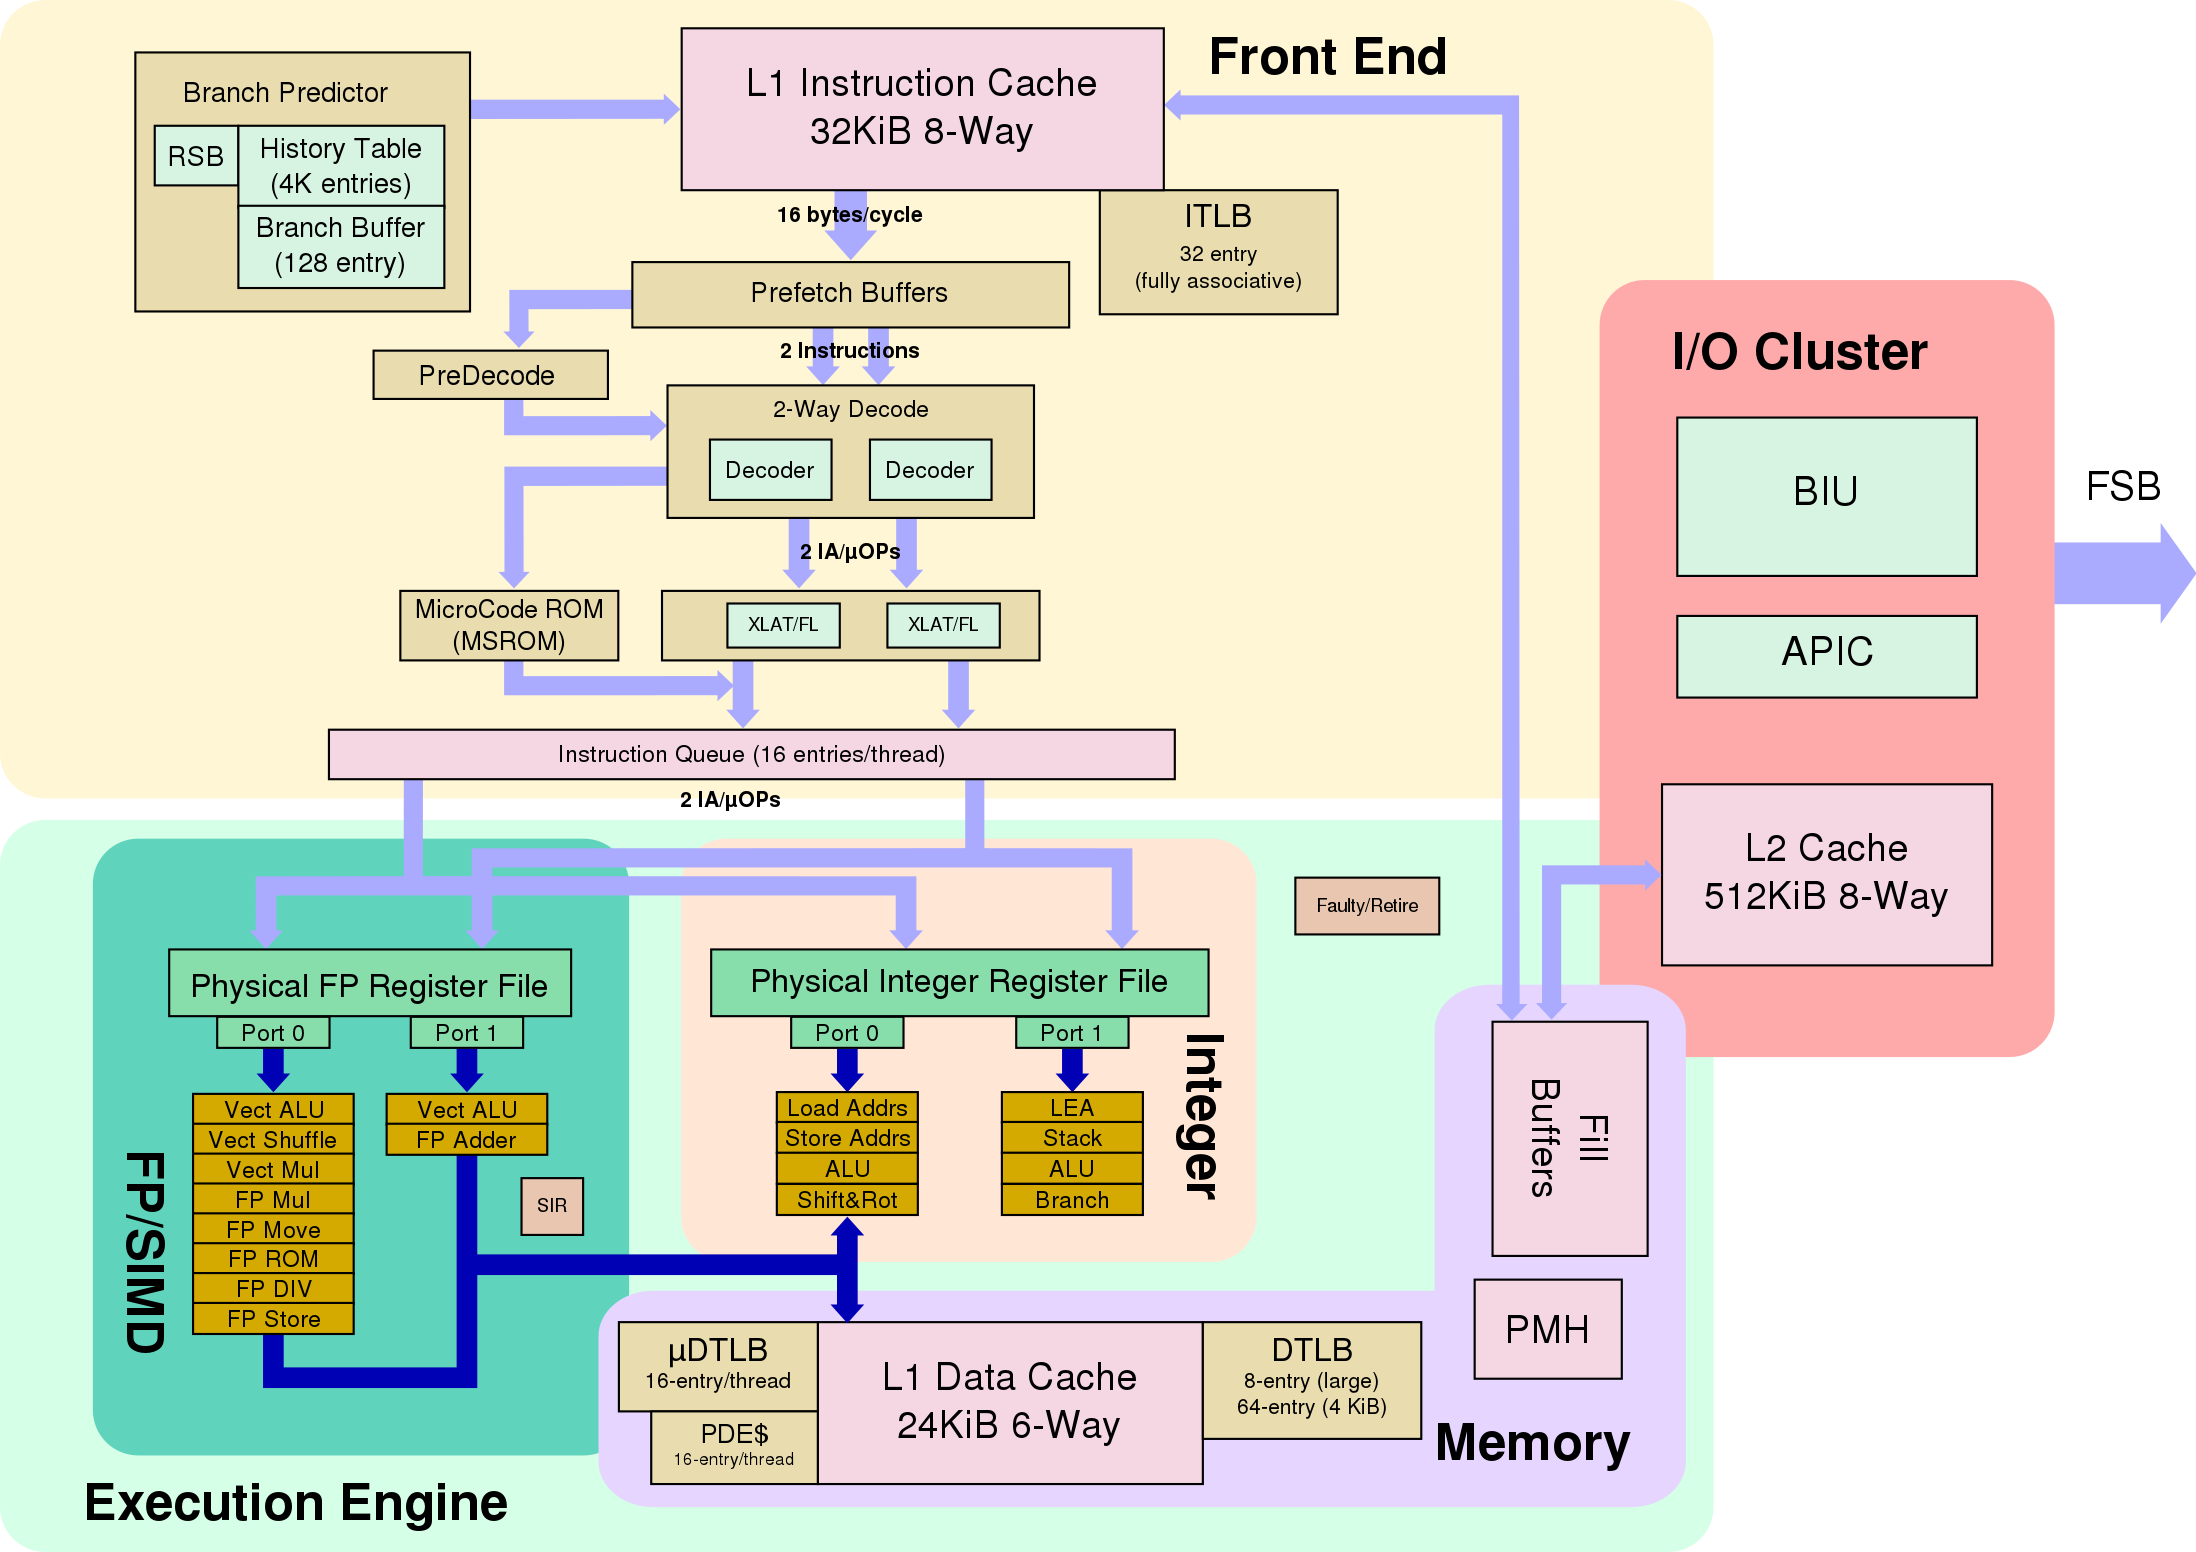 Front End
Branch Predictor
RSB
History Table
(4K entries)
Branch Buffer
(128 entry)
L1 Instruction Cache
32KiB 8-Way
16 bytes/cycle
ITLB
32 entry
(fully associative)
Prefetch Buffers
2 Instructions
PreDecode
2-Way Decode
Decoder
Decoder
2 IA/µOPs
MicroCode ROM
(MSROM)
XLAT/FL
XLAT/FL
Instruction Queue (16 entries/thread)
2 IA/µOPs
I/O Cluster
BIU
APIC
L2 Cache
512KiB 8-Way
FSB
Faulty/Retire
Physical FP Register File
Port 0
Port 1
Vect ALU
Vect Shuffle
Vect Mul
FP Mul
FP Move
FP ROM
FP DIV
FP Store
Vect ALU
FP Adder
SIR
FP/SIMD
Physical Integer Register File
Port 0
Port 1
Load Addrs
Store Addrs
ALU
Shift&Rot
LEA
Stack
ALU
Branch
Integer
Fill
Buffers
PMH
µDTLB
16-entry/thread
PDE$
16-entry/thread
L1 Data Cache
24KiB 6-Way
DTLB
8-entry (large)
64-entry (4 KiB)
Memory
Execution Engine